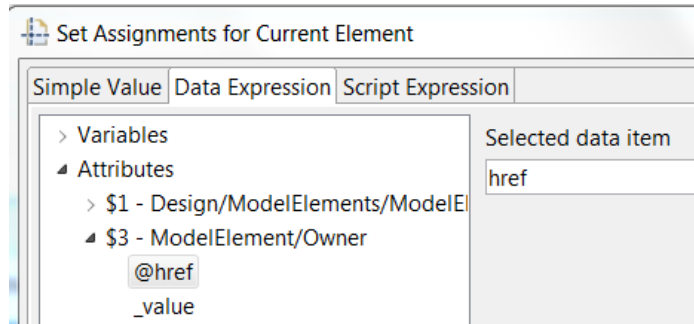 Set Assignments for Current Element
Simple Value Data Expression Script Expression
Variables
Selected data item
Attributes
href
$1 - Design/ModelElements/ModelEl
$3 - ModelElement/Owner
@href
_value